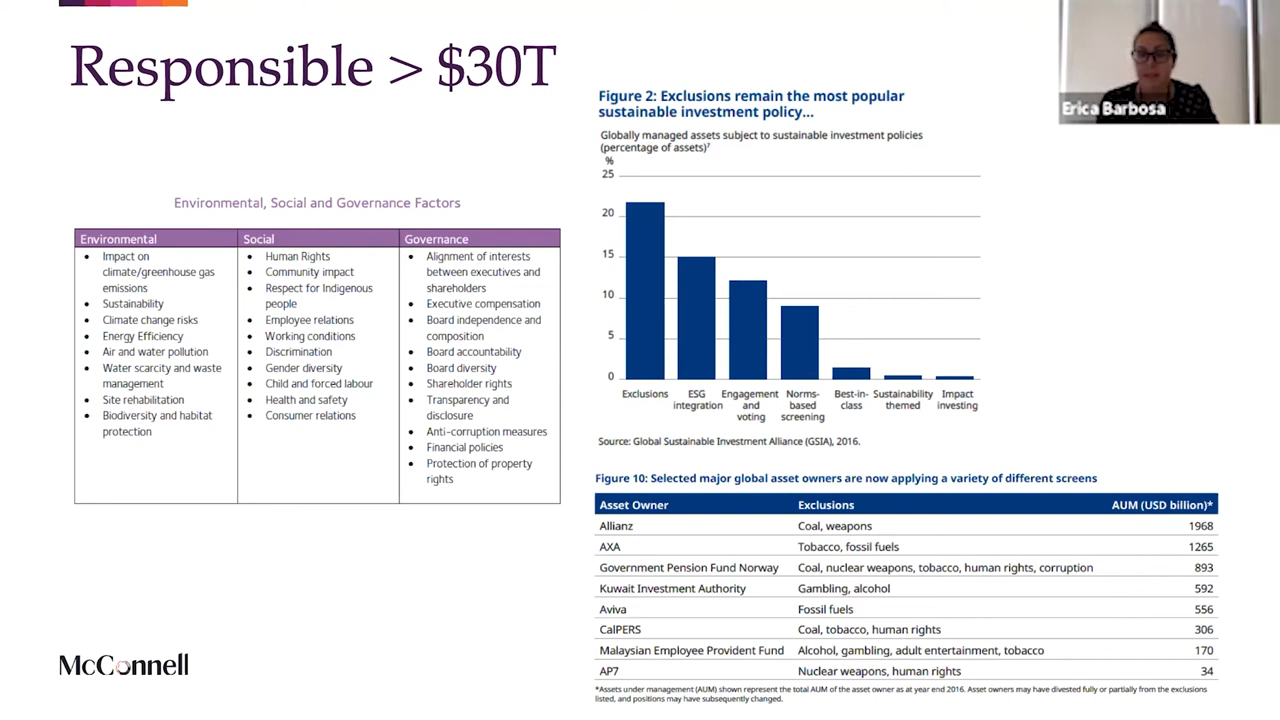 Responsible > $30T
Erica Barbosa
Environmental, Social and Governance Factors
Environmental
• Impact on
climate/greenhouse gas
emissions
• Sustainability
• Climate change risks
• Energy Efficiency
• Air and water pollution
• Water scarcity and waste
management
• Site rehabilitation
• Biodiversity and habitat
protection
Social
• Human Rights
• Community impact
• Respect for Indigenous
people
• Employee relations
• Working conditions
• Discrimination
• Gender diversity
• Child and forced labour
• Health and safety
• Consumer relations
Governance
• Alignment of interests
between executives and
shareholders
• Executive compensation
• Board independence and
composition
• Board accountability
• Board diversity
• Shareholder rights
• Transparency and
disclosure
• Anti-corruption measures
• Financial policies
• Protection of property
rights
McConnell
Figure 2: Exclusions remain the most popular
sustainable investment policy...
Globally managed assets subject to sustainable investment policies
(percentage of assets)⁷
%
25
20
15
10
5
0
Exclusions
ESG
integration
Engagement
and
voting
Norms-
based
screening
Best-in-
class
Sustainability
themed
Impact
investing
Source: Global Sustainable Investment Alliance (GSIA), 2016.
Figure 10: Selected major global asset owners are now applying a variety of different screens
Asset Owner Exclusions AUM (USD billion)*
Allianz Coal, weapons 1968
AXA Tobacco, fossil fuels 1265
Government Pension Fund Norway Coal, nuclear weapons, tobacco, human rights, corruption 893
Kuwait Investment Authority Gambling, alcohol 592
Aviva Fossil fuels 556
CalPERS Coal, tobacco, human rights 306
Malaysian Employee Provident Fund Alcohol, gambling, adult entertainment, tobacco 170
AP7 Nuclear weapons, human rights 34
*Assets under management (AUM) shown represent the total AUM of the asset owner as at year end 2016. Asset owners may have divested fully or partially from the exclusions
listed, and positions may have subsequently changed.